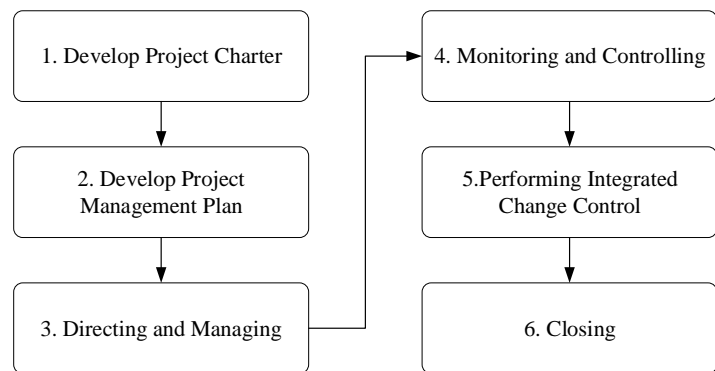 1. Develop Project Charter
2. Develop Project
Management Plan
3. Directing and Managing
4. Monitoring and Controlling
5.Performing Integrated
Change Control
6. Closing